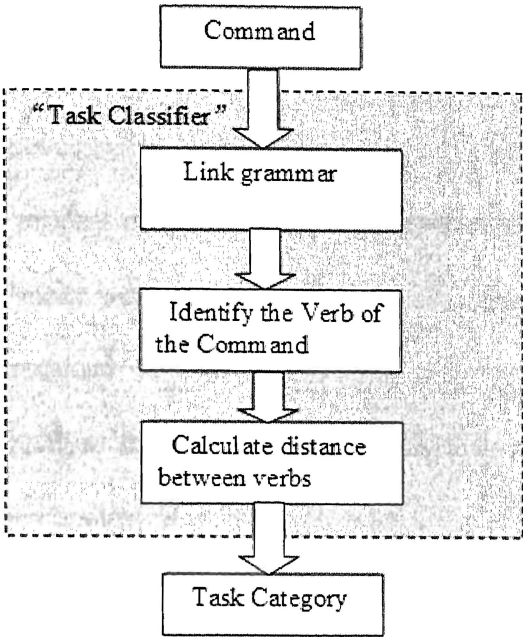 Command
“Task Classifier”
Link grammar
Identify the Verb of
the Command
Calculate distance
between verbs
Task Category